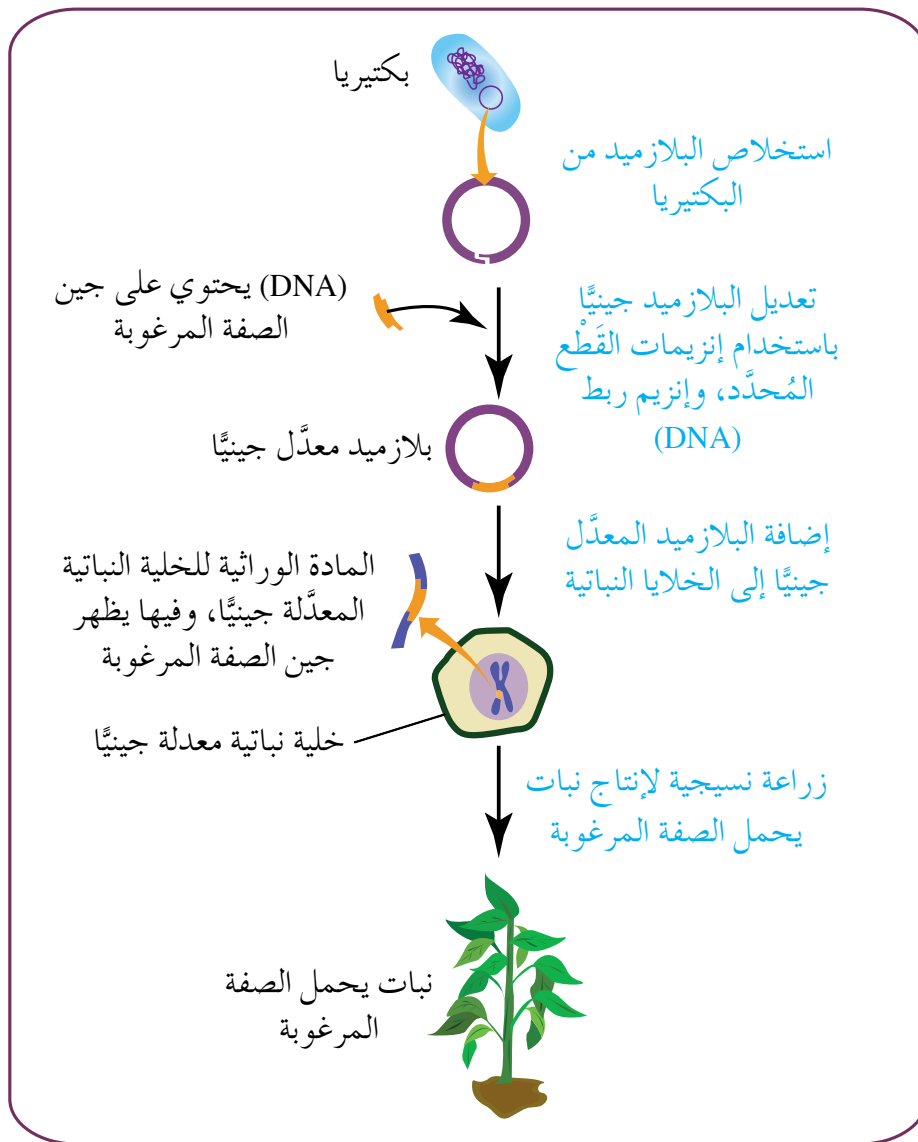 بكتيريا
استخلاص البلازميد من
البكتيريا
(DNA) يحتوي على جين
الصفة المرغوبة
تعديل البلازميد جينيًّا
باستخدام إنزيمات القَطْع
المُحدَّد، وإنزيم ربط
(DNA)
بلازميد معدَّل جينيًّا
إضافة البلازميد المعدَّل
جينيًّا إلى الخلايا النباتية
المادة الوراثية للخلية النباتية
المعدَّلة جينيًّا، وفيها يظهر
جين الصفة المرغوبة
خلية نباتية معدلة جينيًّا
زراعة نسيجية لإنتاج نبات
يحمل الصفة المرغوبة
نبات يحمل الصفة
المرغوبة